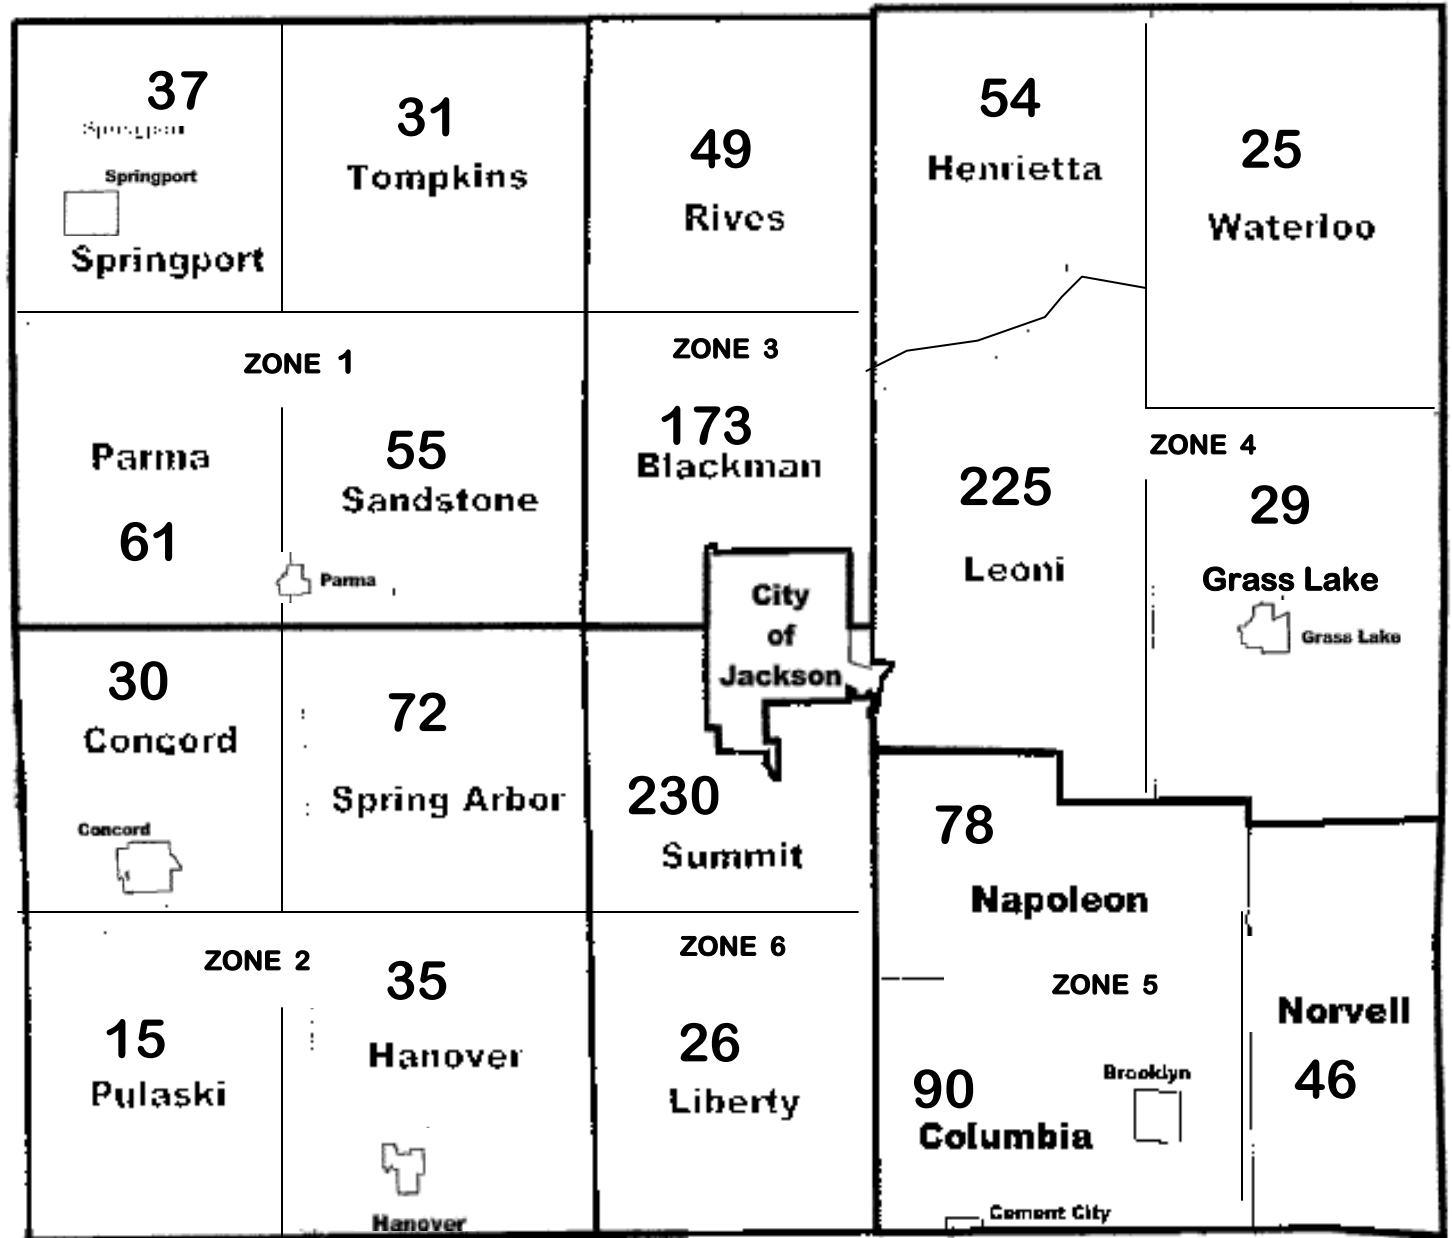 37
Springport
Springport
Springport
31
Tompkins
49
Rives
54
Henrietta
25
Waterloo
ZONE 1
Parma
61
55
Sandstone
Parma
ZONE 3
173
Blackman
City
of
Jackson
ZONE 4
225
Leoni
29
Grass Lake
Grass Lake
30
Concord
Concord
72
Spring Arbor
230
Summit
78
Napoleon
ZONE 2
15
Pulaski
35
Hanover
Hanover
ZONE 6
26
Liberty
ZONE 5
90
Columbia
Brooklyn
Cement City
Norvell
46